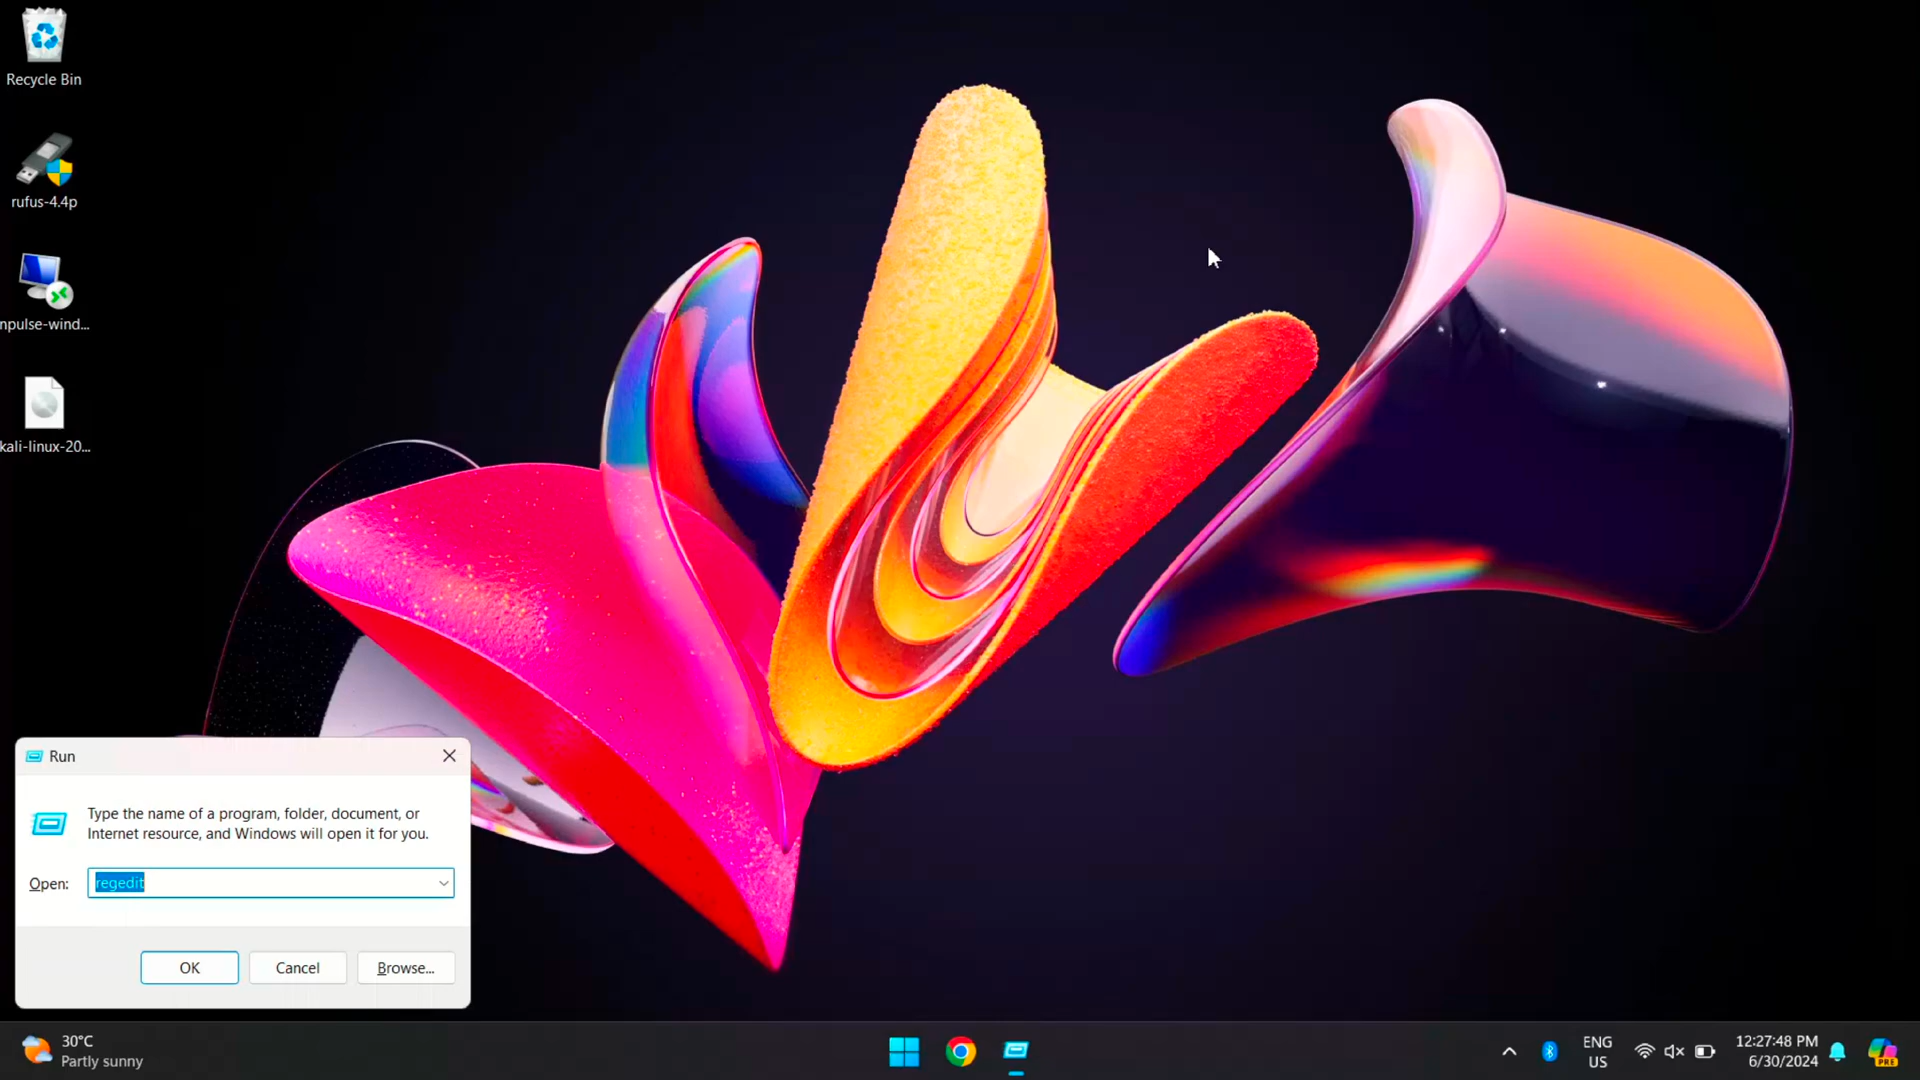 Recycle Bin
rufus-4.4p
npulse-wind...
kali-linux-20...
Run
Type the name of a program, folder, document, or
Internet resource, and Windows will open it for you.
Open:
regedit
OK
Cancel
Browse...
30°C
Partly sunny
ENG
US
12:27:48 PM
6/30/2024
PRE